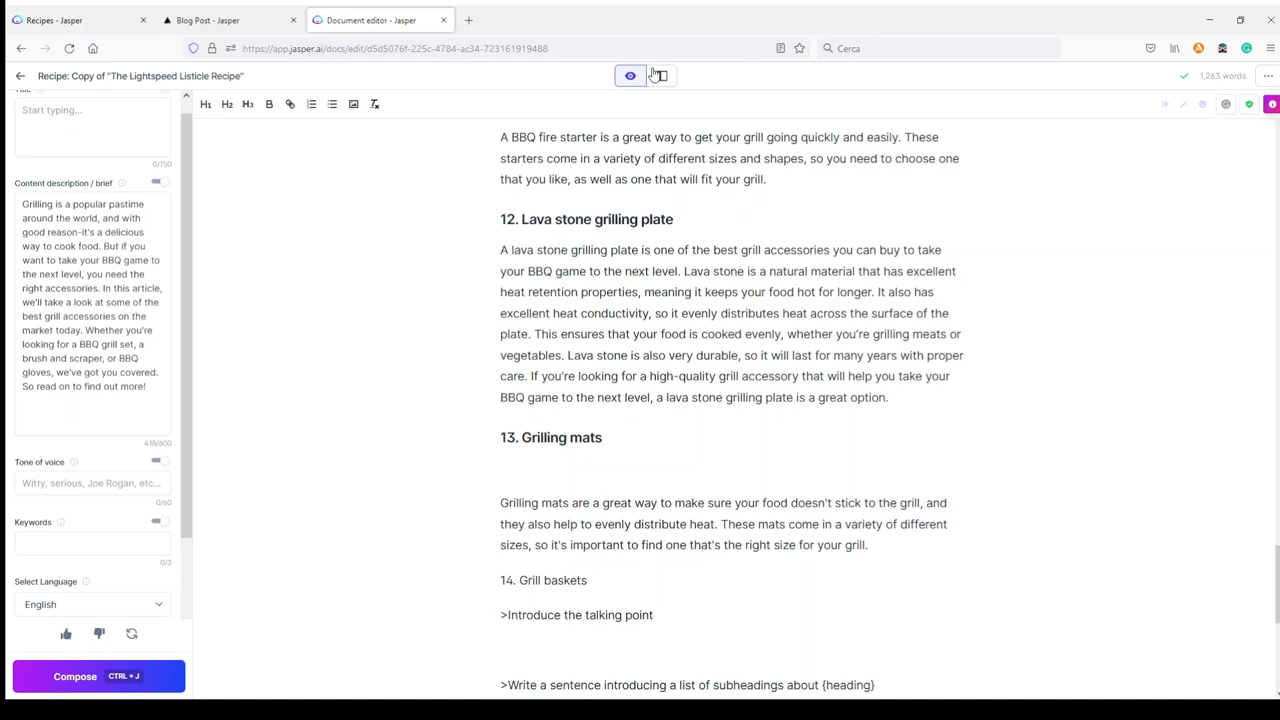 Recipes - Jasper
Blog Post - Jasper
Document editor - Jasper
https://app.jasper.ai/docs/edit/d5d5076f-225c-4784-ac34-723161919488
Cerca
Recipe: Copy of "The Lightspeed Listicle Recipe"
1,263 words
Start typing...
0/150
Content description / brief
Grilling is a popular pastime
around the world, and with
good reason-it's a delicious
way to cook food. But if you
want to take your BBQ game to
the next level, you need the
right accessories. In this article,
we'll take a look at some of the
best grill accessories on the
market today. Whether you're
looking for a BBQ grill set, a
brush and scraper, or BBQ
gloves, we've got you covered.
So read on to find out more!
418/600
Tone of voice
Witty, serious, Joe Rogan, etc...
0/60
Keywords
0/3
Select Language
English
Compose CTRL + J
H1 H2 H3 B
A BBQ fire starter is a great way to get your grill going quickly and easily. These
starters come in a variety of different sizes and shapes, so you need to choose one
that you like, as well as one that will fit your grill.
12. Lava stone grilling plate
A lava stone grilling plate is one of the best grill accessories you can buy to take
your BBQ game to the next level. Lava stone is a natural material that has excellent
heat retention properties, meaning it keeps your food hot for longer. It also has
excellent heat conductivity, so it evenly distributes heat across the surface of the
plate. This ensures that your food is cooked evenly, whether you're grilling meats or
vegetables. Lava stone is also very durable, so it will last for many years with proper
care. If you're looking for a high-quality grill accessory that will help you take your
BBQ game to the next level, a lava stone grilling plate is a great option.
13. Grilling mats
Grilling mats are a great way to make sure your food doesn't stick to the grill, and
they also help to evenly distribute heat. These mats come in a variety of different
sizes, so it's important to find one that's the right size for your grill.
14. Grill baskets
>Introduce the talking point
>Write a sentence introducing a list of subheadings about {heading}